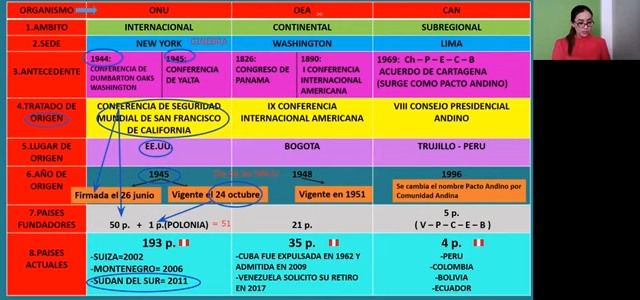 ORGANISMO ONU OEA CAN
1.AMBITO INTERNACIONAL CONTINENTAL SUBREGIONAL
2.SEDE NEW YORK GINEBRA WASHINGTON LIMA
3.ANTECEDENTE
1944:
CONFERENCIA DE
DUMBARTON OAKS
WASHINGTON
1945:
CONFERENCIA
DE YALTA
1826:
CONGRESO DE
PANAMA
1890:
I CONFERENCIA
INTERNACIONAL
AMERICANA
1969: Ch – P – E – C – B
ACUERDO DE CARTAGENA
(SURGE COMO PACTO ANDINO)
4.TRATADO DE
ORIGEN
CONFERENCIA DE SEGURIDAD
MUNDIAL DE SAN FRANCISCO
DE CALIFORNIA
IX CONFERENCIA
INTERNACIONAL AMERICANA
VIII CONSEJO PRESIDENCIAL
ANDINO
5.LUGAR DE
ORIGEN
EE.UU.
BOGOTA
TRUJILLO - PERU
6.AÑO DE
ORIGEN
1945
Firmada el 26 junio
Vigente el 24 octubre
1948
Vigente en 1951
1996
Se cambia el nombre Pacto Andino por
Comunidad Andina
7.PAISES
FUNDADORES
50 p. + 1 p.(POLONIA) = 51
21 p.
5 p.
( V – P – C – E – B )
8.PAISES
ACTUALES
193 p.
-SUIZA=2002
-MONTENEGRO= 2006
-SUDAN DEL SUR= 2011
35 p.
-CUBA FUE EXPULSADA EN 1962 Y
ADMITIDA EN 2009
-VENEZUELA SOLICITO SU RETIRO
EN 2017
4 p.
-PERU
-COLOMBIA
-BOLIVIA
-ECUADOR